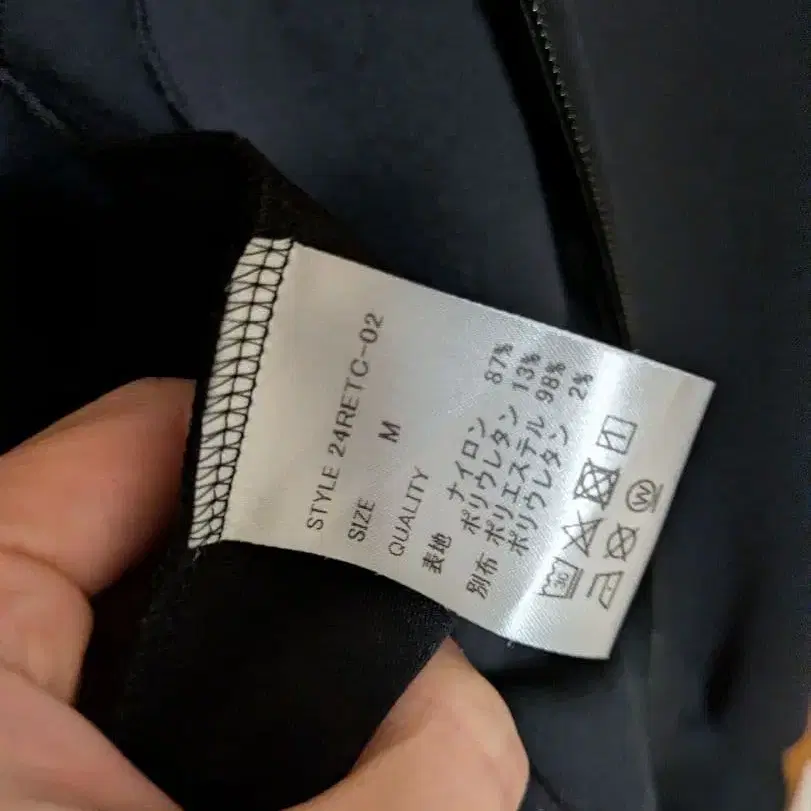 STYLE 24RETC-02
SIZE M
QUALITY
表地 ナイロン 87%
ポリウレタン 13%
別布 ポリエステル 98%
ポリウレタン 2%
30
W